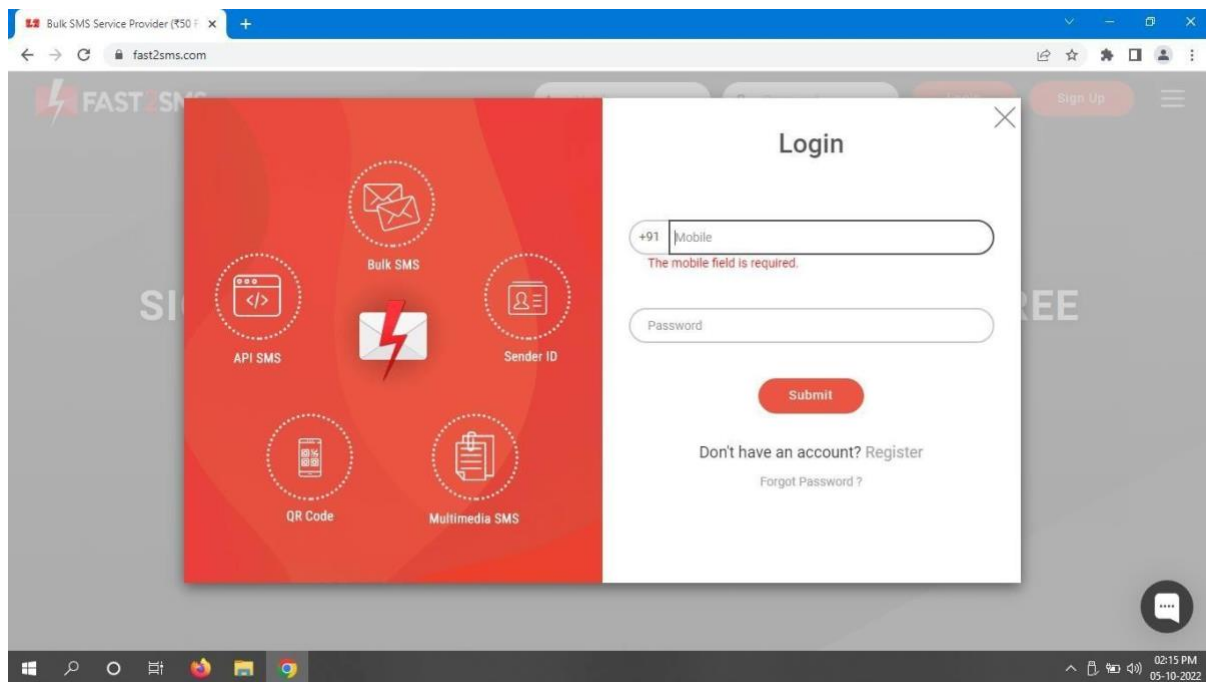 Bulk SMS Service Provider (₹50 F
fast2sms.com
FAST2SMS
Sign Up
Login
+91 Mobile
The mobile field is required.
Password
Submit
Don't have an account? Register
Forgot Password ?
Bulk SMS
API SMS
Sender ID
QR Code
Multimedia SMS
SI
REE
02:15 PM
05-10-2022